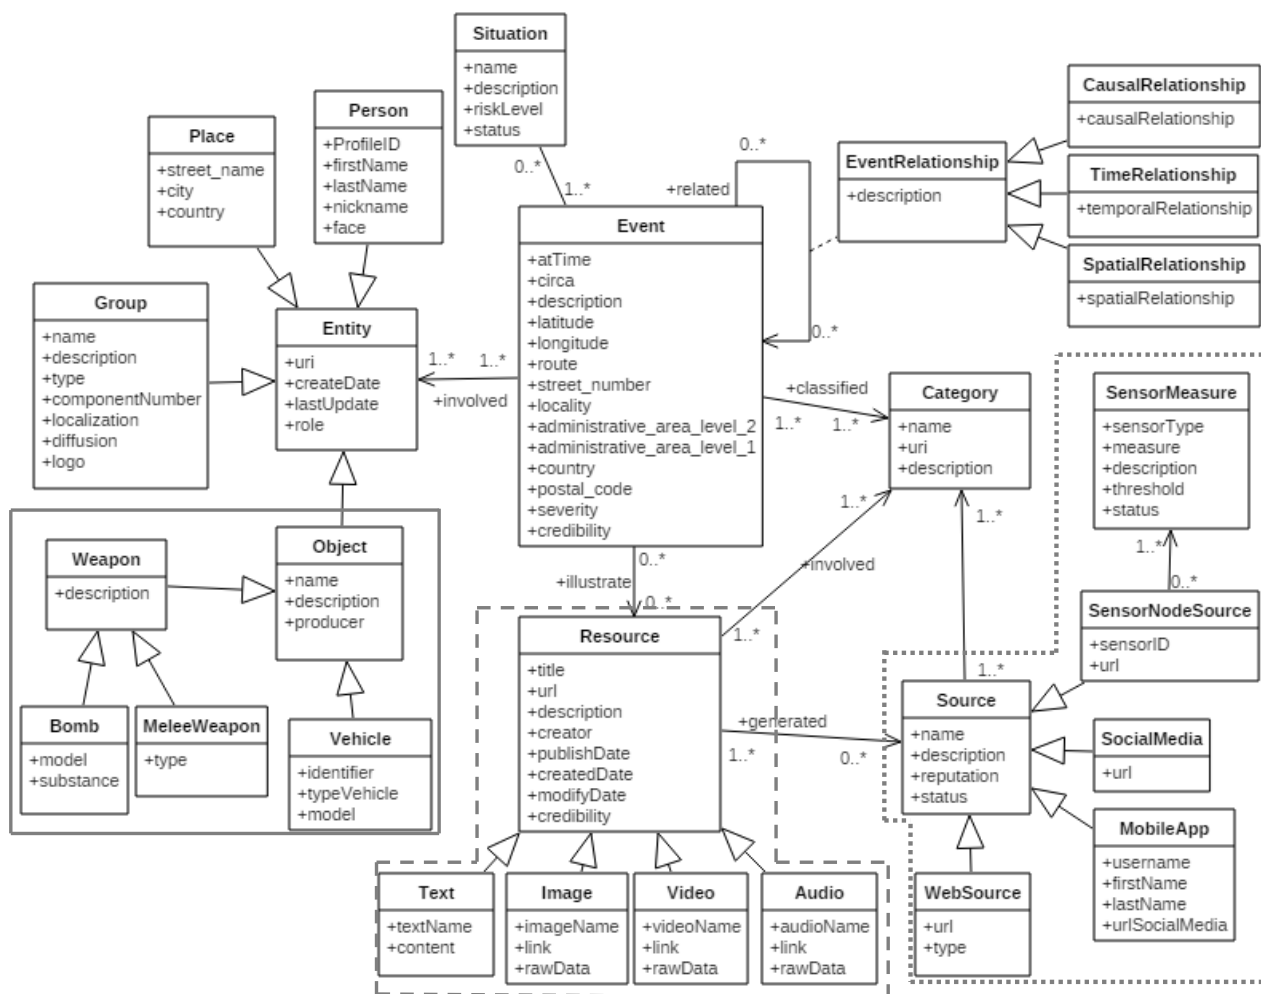 Situation
+name
+description
+riskLevel
+status
0..*
1..*
Person
+ProfileID
+firstName
+lastName
+nickname
+face
Place
+street_name
+city
+country
Group
+name
+description
+type
+componentNumber
+localization
+diffusion
+logo
Entity
+uri
+createDate
+lastUpdate
+role
1..*
1..*
+involved
Event
+atTime
+circa
+description
+latitude
+longitude
+route
+street_number
+locality
+administrative_area_level_2
+administrative_area_level_1
+country
+postal_code
+severity
+credibility
0..*
+related
0..*
EventRelationship
+description
CausalRelationship
+causalRelationship
TimeRelationship
+temporalRelationship
SpatialRelationship
+spatialRelationship
+classified
1..*
1..*
Category
+name
+uri
+description
1..*
1..*
+involved
1..*
1..*
SensorMeasure
+sensorType
+measure
+description
+threshold
+status
1..*
0..*
SensorNodeSource
+sensorID
+url
Object
+name
+description
+producer
Weapon
+description
Bomb
+model
+substance
MeleeWeapon
+type
Vehicle
+identifier
+typeVehicle
+model
0..*
+illustrate
0..*
Resource
+title
+url
+description
+creator
+publishDate
+createdDate
+modifyDate
+credibility
+generated
1..*
0..*
Source
+name
+description
+reputation
+status
SocialMedia
+url
MobileApp
+username
+firstName
+lastName
+urlSocialMedia
WebSource
+url
+type
Text
+textName
+content
Image
+imageName
+link
+rawData
Video
+videoName
+link
+rawData
Audio
+audioName
+link
+rawData